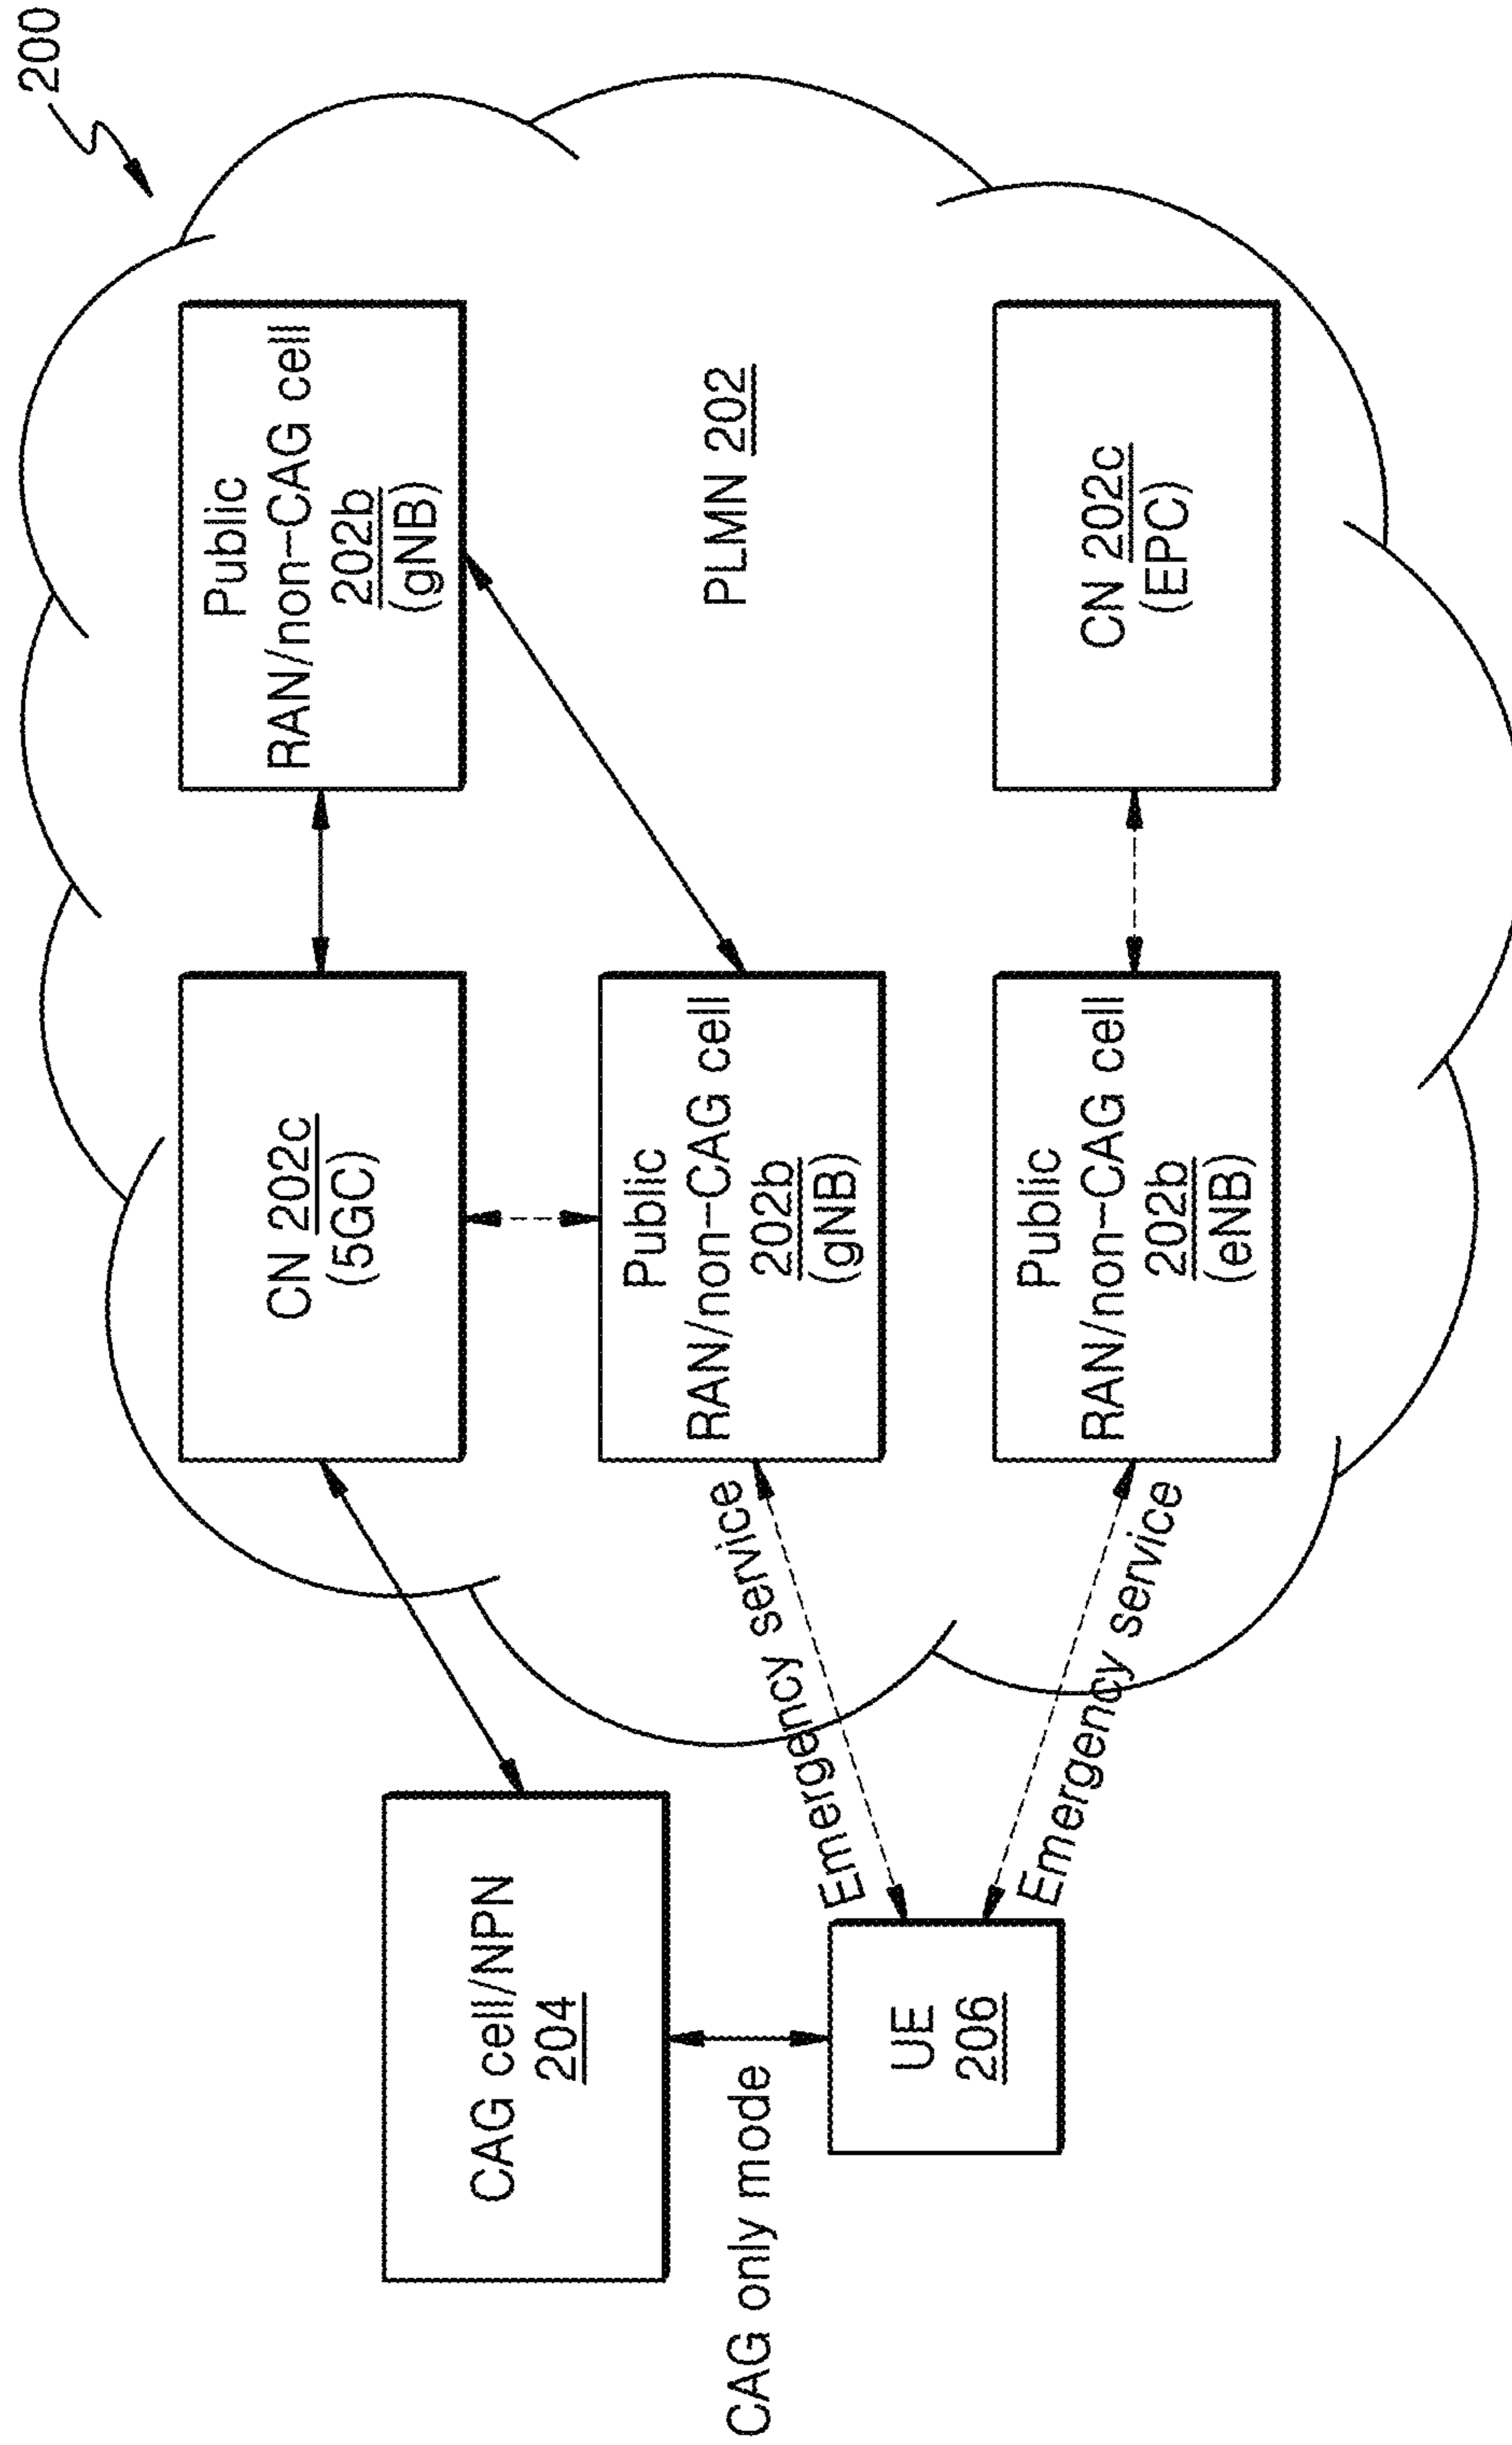 200
CAG cell/NPN
204
CAG only mode
UE
206
Emergency service
Emergency service
CN 202c
(5GC)
Public
RAN/non-CAG cell
202b
(gNB)
Public
RAN/non-CAG cell
202b
(gNB)
Public
RAN/non-CAG cell
202b
(eNB)
PLMN 202
CN 202c
(EPC)